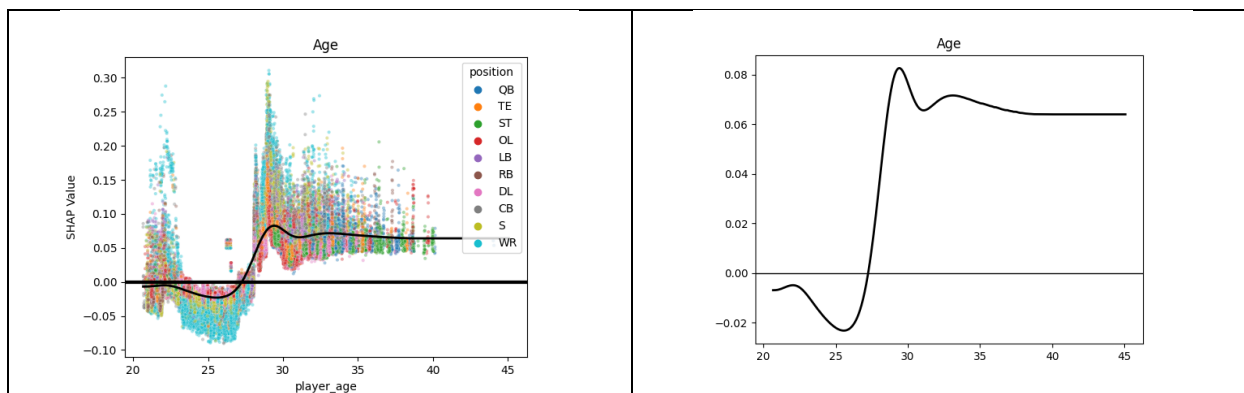 Age
0.30
0.25
0.20
0.15
0.10
0.05
0.00
−0.05
−0.10
SHAP Value
position
QB
TE
ST
OL
LB
RB
DL
CB
S
WR
20 25 30 35 40 45
player_age
Age
0.08
0.06
0.04
0.02
0.00
−0.02
20 25 30 35 40 45